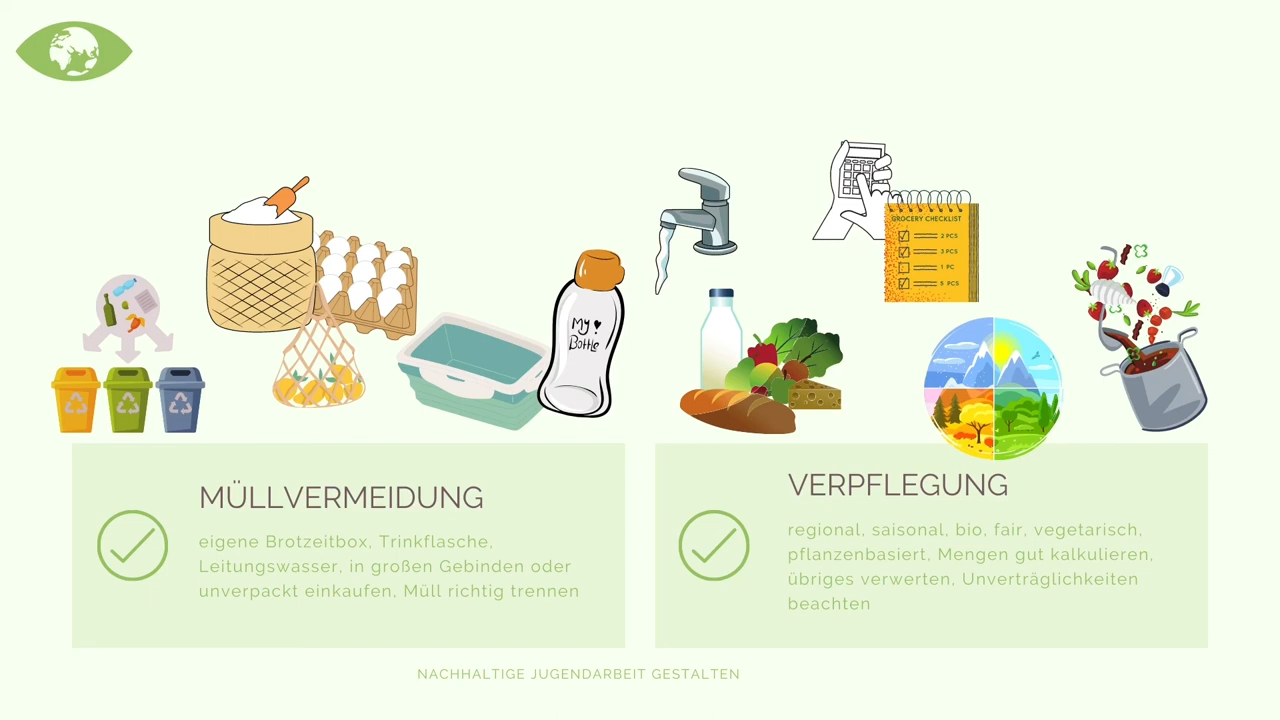 My ♥
Bottle
GROCERY CHECKLIST
2 PCS
3 PCS
1 PC
5 PCS
MÜLLVERMEIDUNG
eigene Brotzeitbox, Trinkflasche,
Leitungswasser, in großen Gebinden oder
unverpackt einkaufen, Müll richtig trennen
VERPFLEGUNG
regional, saisonal, bio, fair, vegetarisch,
pflanzenbasiert, Mengen gut kalkulieren,
übriges verwerten, Unverträglichkeiten
beachten
NACHHALTIGE JUGENDARBEIT GESTALTEN